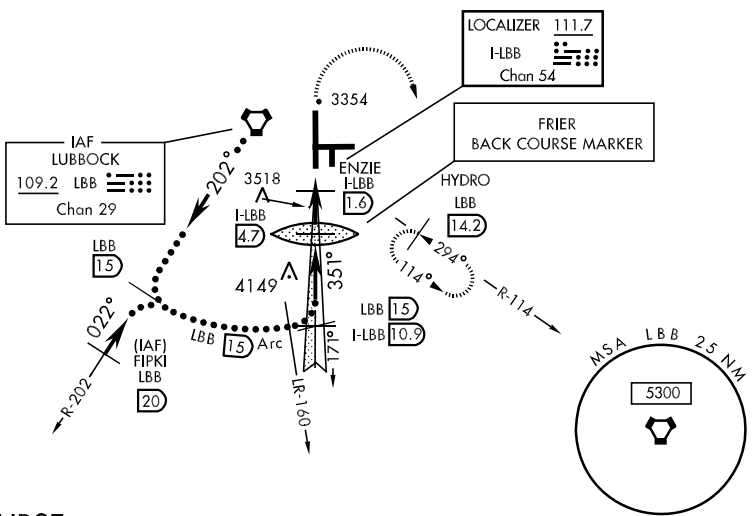 LOCALIZER 111.7
I-LBB
Chan 54
3354
FRIER
BACK COURSE MARKER
IAF
LUBBOCK
109.2 LBB
Chan 29
202°
3518
ENZIE
I-LBB
1.6
HYDRO
LBB
14.2
I-LBB
4.7
294°
114°
R-114
LBB
15
4149
351°
022°
(IAF)
FIPKI
LBB
20
R-202
LBB 15 Arc
LBB 15
I-LBB 10.9
171°
LR-160
MSA LBB 25 NM
5300